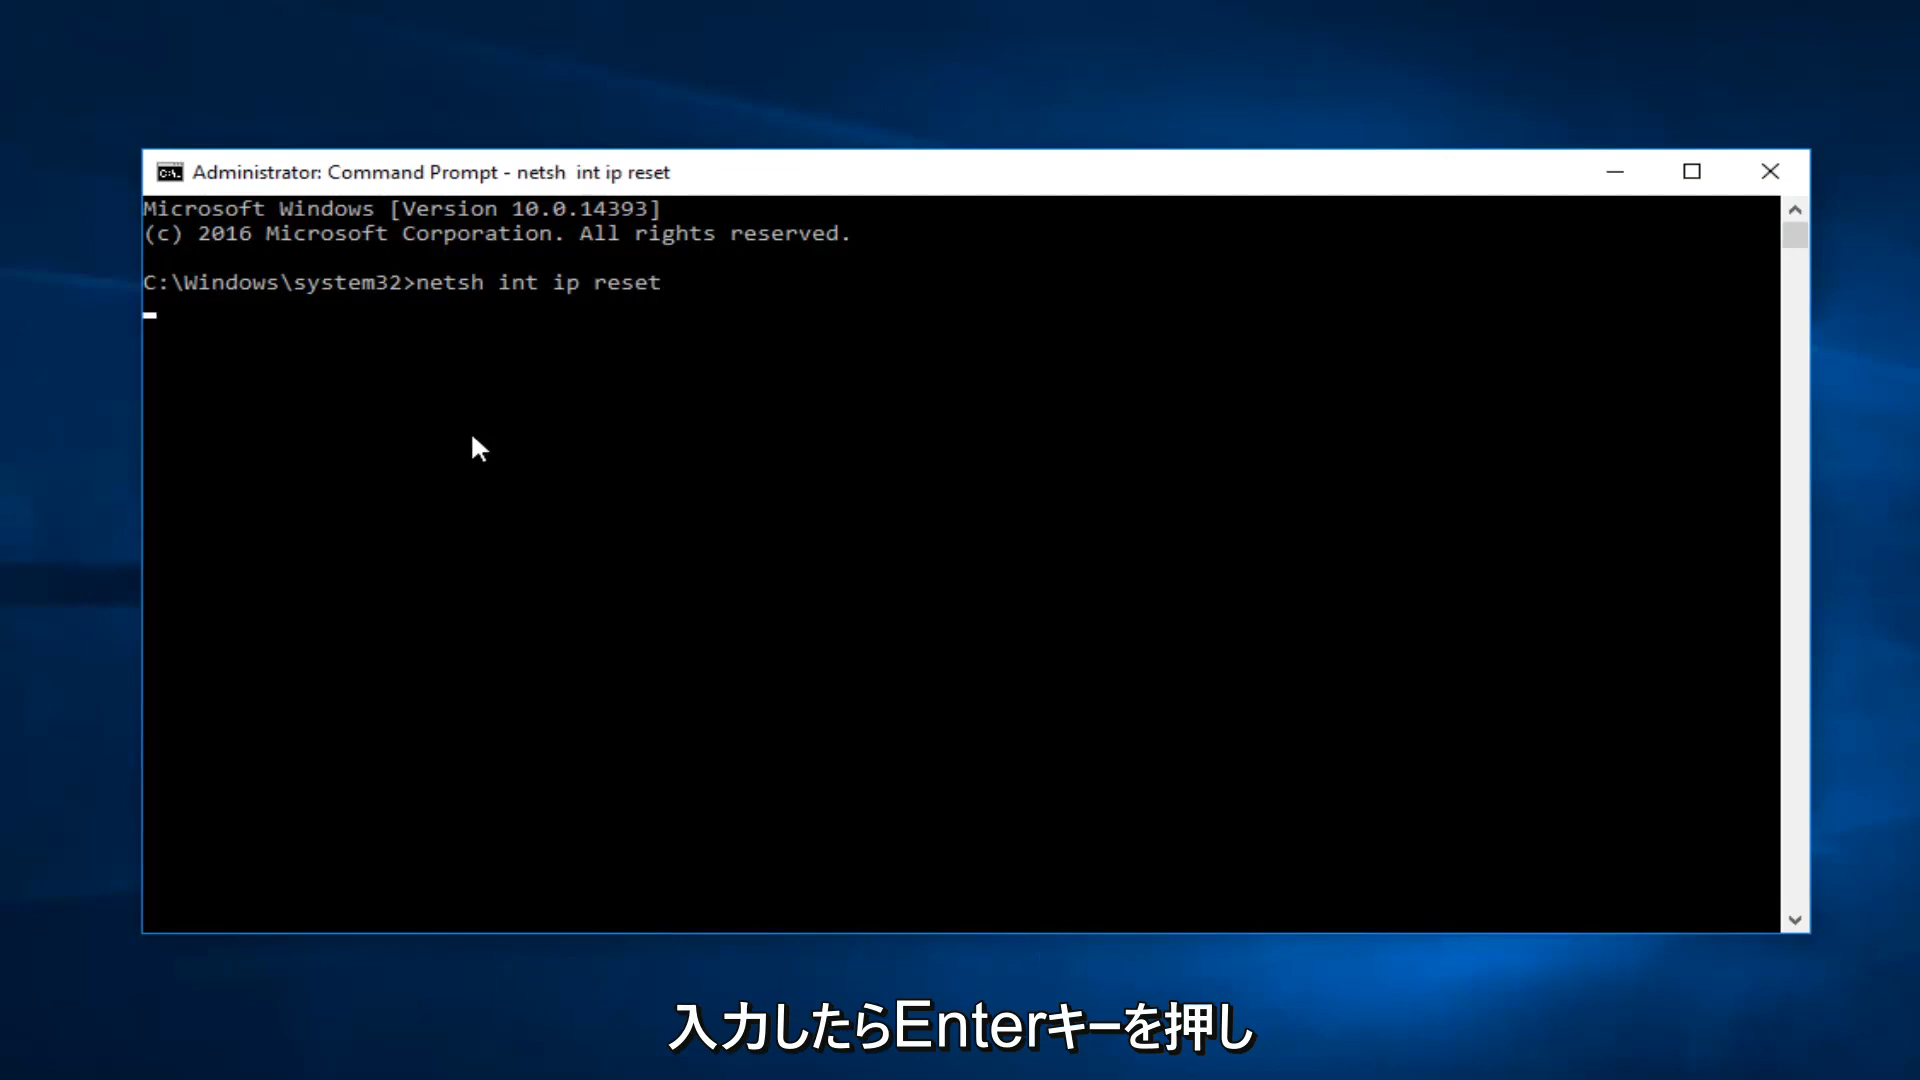 Administrator: Command Prompt - netsh  int ip reset
Microsoft Windows [Version 10.0.14393]
(c) 2016 Microsoft Corporation. All rights reserved.
C:\Windows\system32>netsh int ip reset
入力したらEnterキーを押し